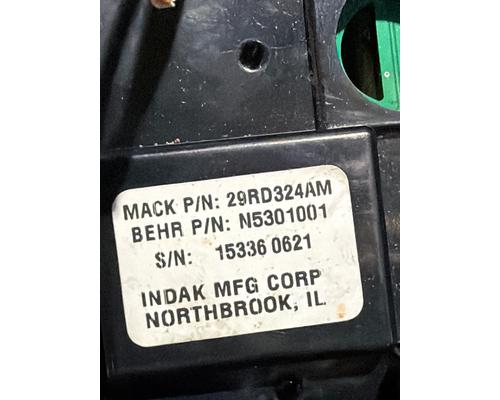 MACK P/N: 29RD324AM
BEHR P/N: N5301001
S/N: 15336 0621
INDAK MFG CORP
NORTHBROOK, IL.